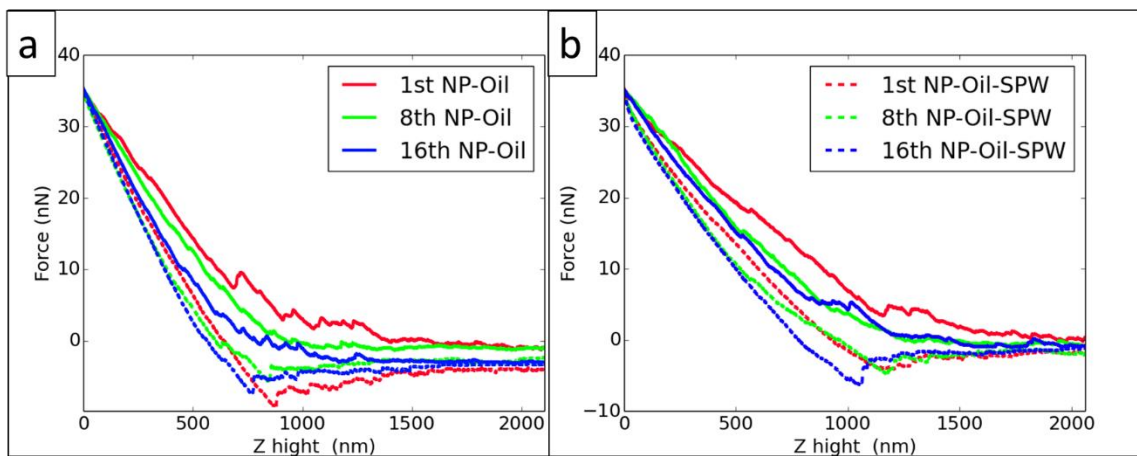 a
b
40
30
20
10
0
Force (nN)
0
500
1000
1500
2000
Z hight (nm)
1st NP-Oil
8th NP-Oil
16th NP-Oil
40
30
20
10
0
−10
Force (nN)
0
500
1000
1500
2000
Z hight (nm)
1st NP-Oil-SPW
8th NP-Oil-SPW
16th NP-Oil-SPW